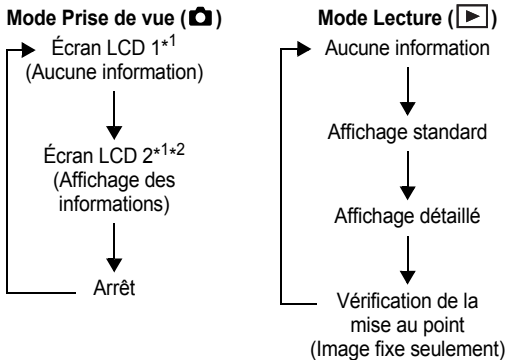 Mode Prise de vue ( )
Écran LCD 1*1
(Aucune information)
Écran LCD 2*1*2
(Affichage des
informations)
Arrêt
Mode Lecture ( )
Aucune information
Affichage standard
Affichage détaillé
Vérification de la
mise au point
(Image fixe seulement)